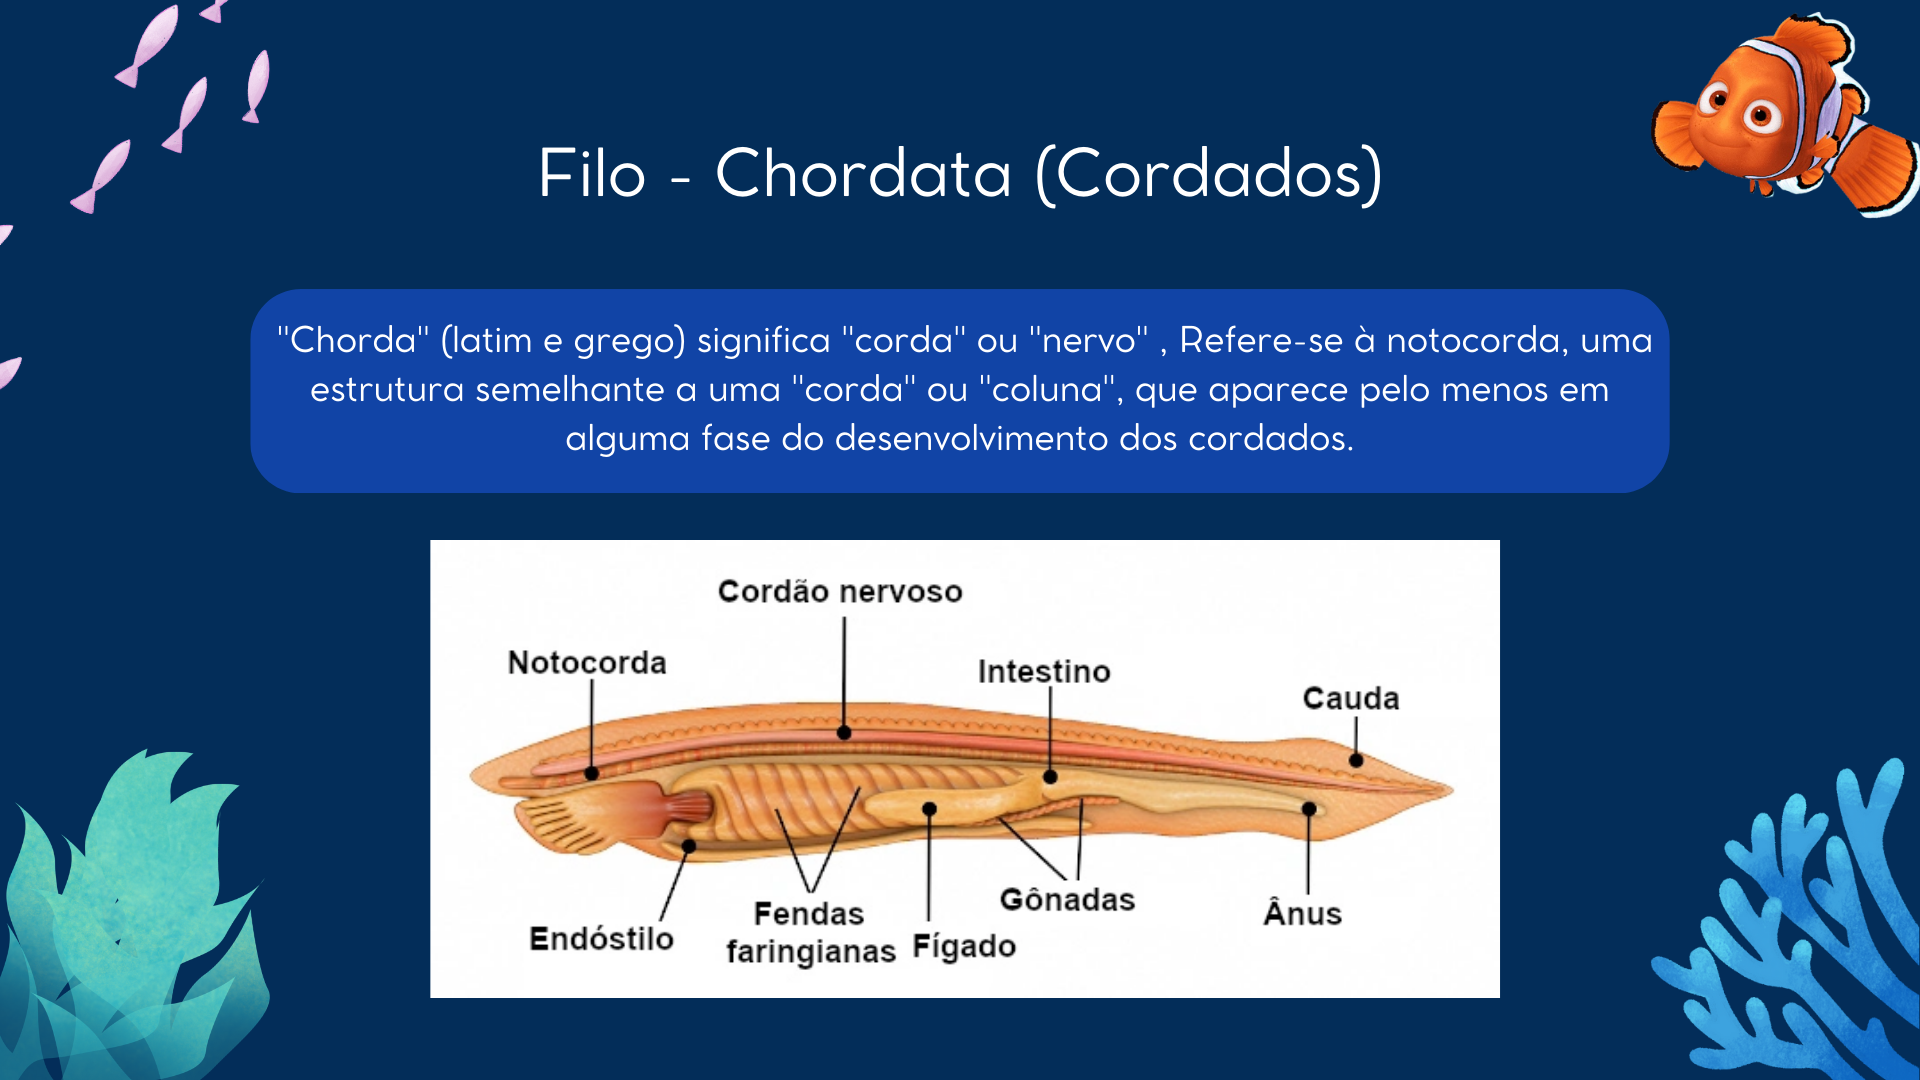 Filo - Chordata (Cordados)
"Chorda" (latim e grego) significa "corda" ou "nervo" , Refere-se à notocorda, uma
estrutura semelhante a uma "corda" ou "coluna", que aparece pelo menos em
alguma fase do desenvolvimento dos cordados.
Cordão nervoso
Notocorda
Intestino
Cauda
Endóstilo
Fendas
faringianas
Fígado
Gônadas
Ânus